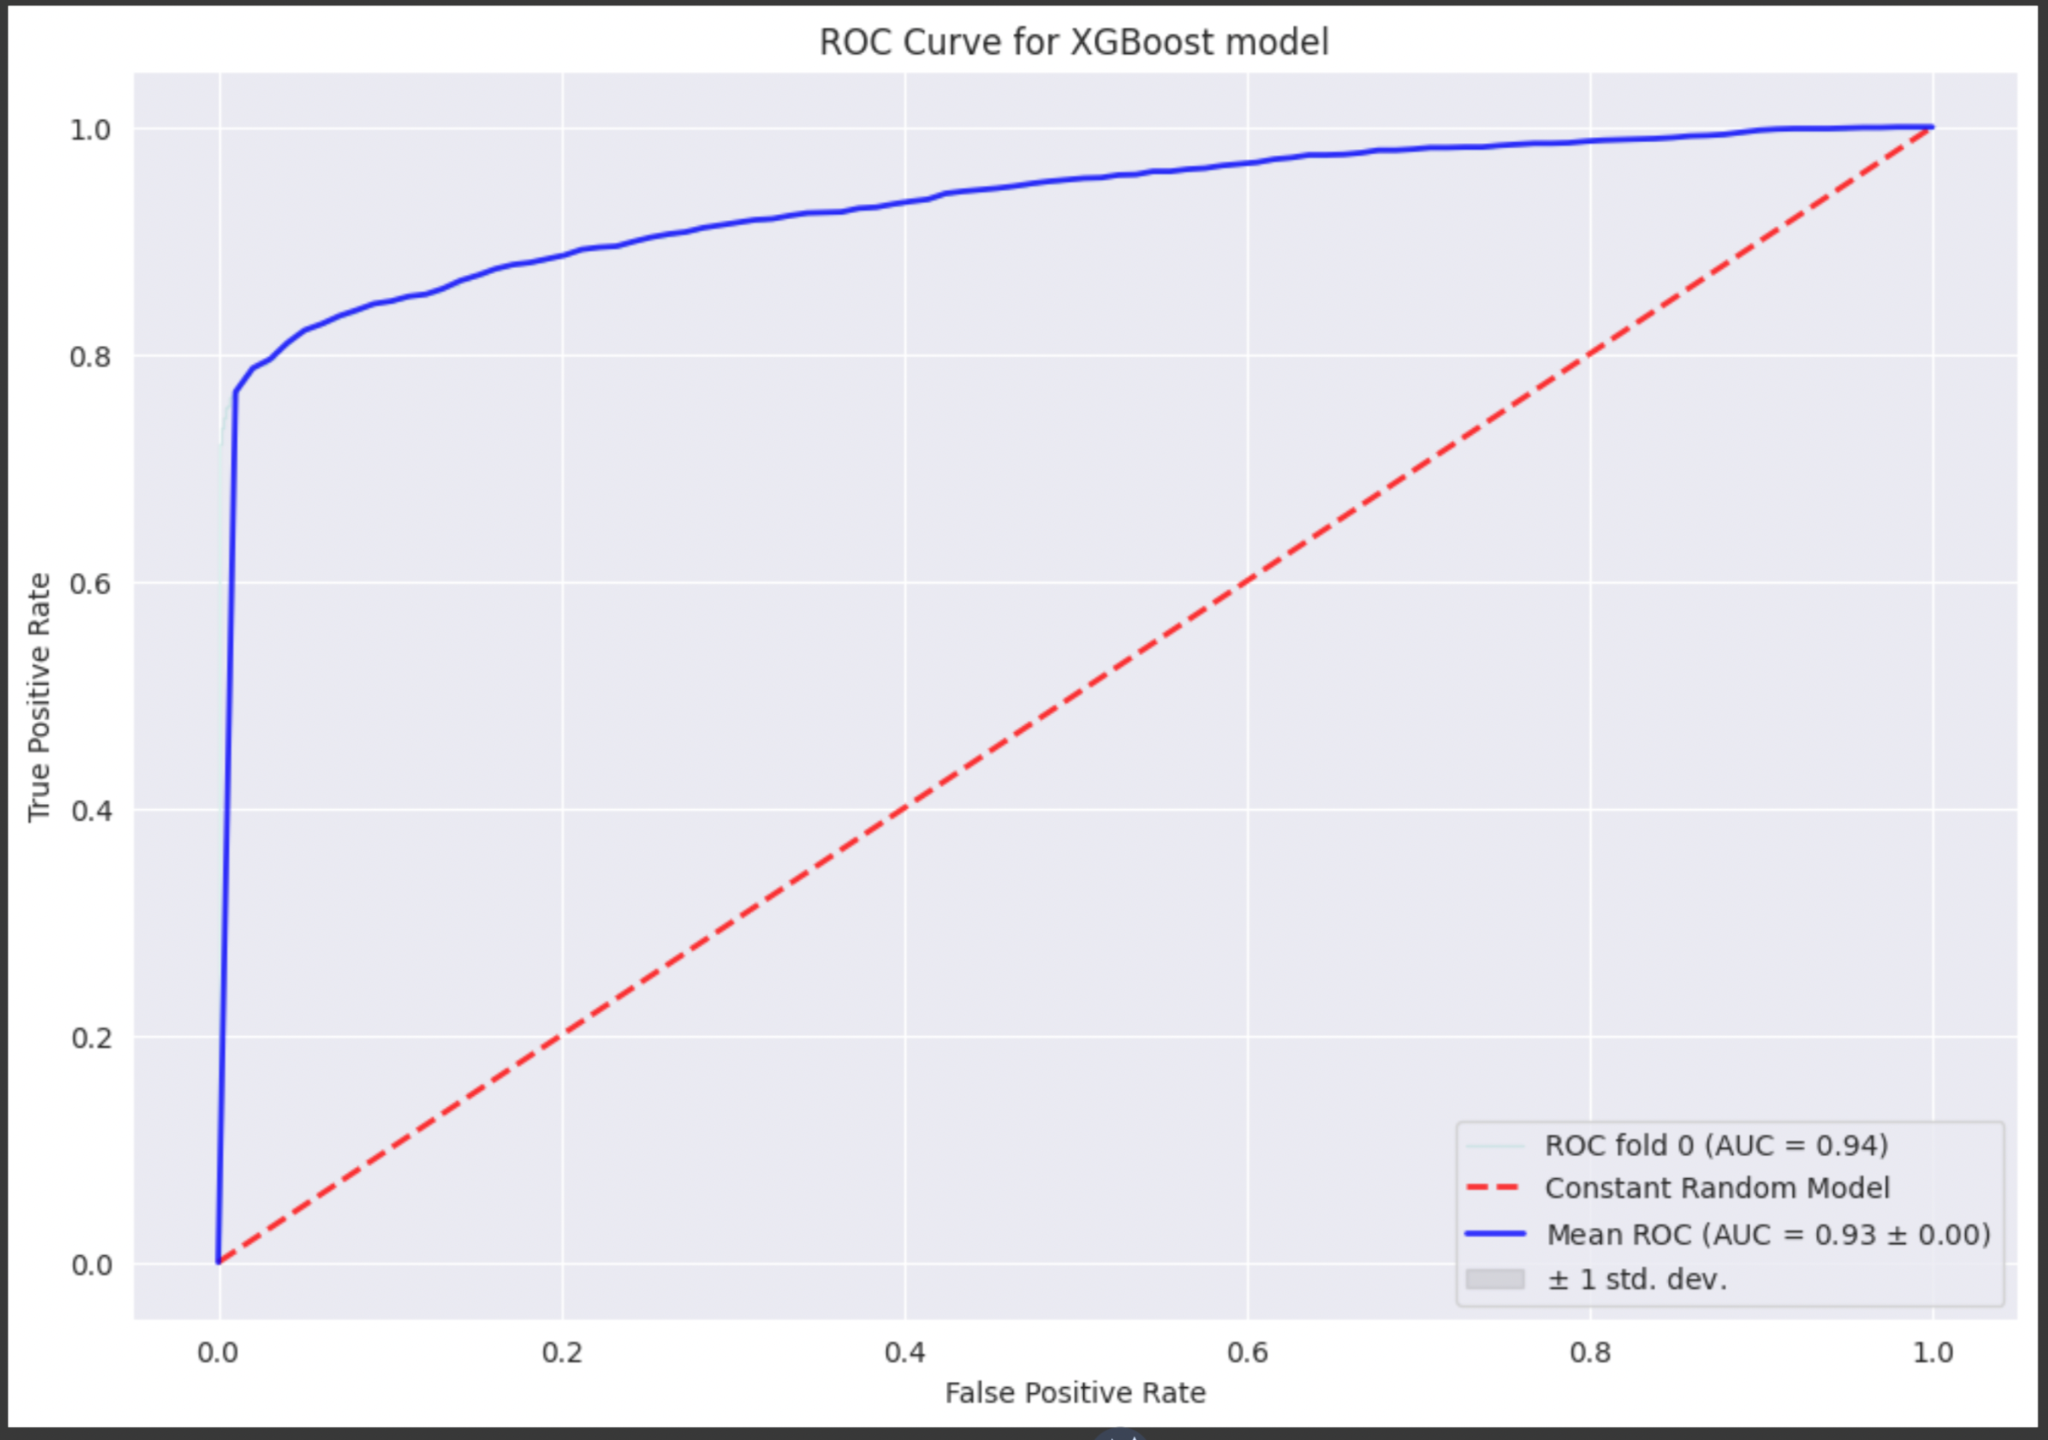 ROC Curve for XGBoost model
True Positive Rate
1.0
0.8
0.6
0.4
0.2
0.0
0.0 0.2 0.4 0.6 0.8 1.0
False Positive Rate
ROC fold 0 (AUC = 0.94)
Constant Random Model
Mean ROC (AUC = 0.93 ± 0.00)
± 1 std. dev.